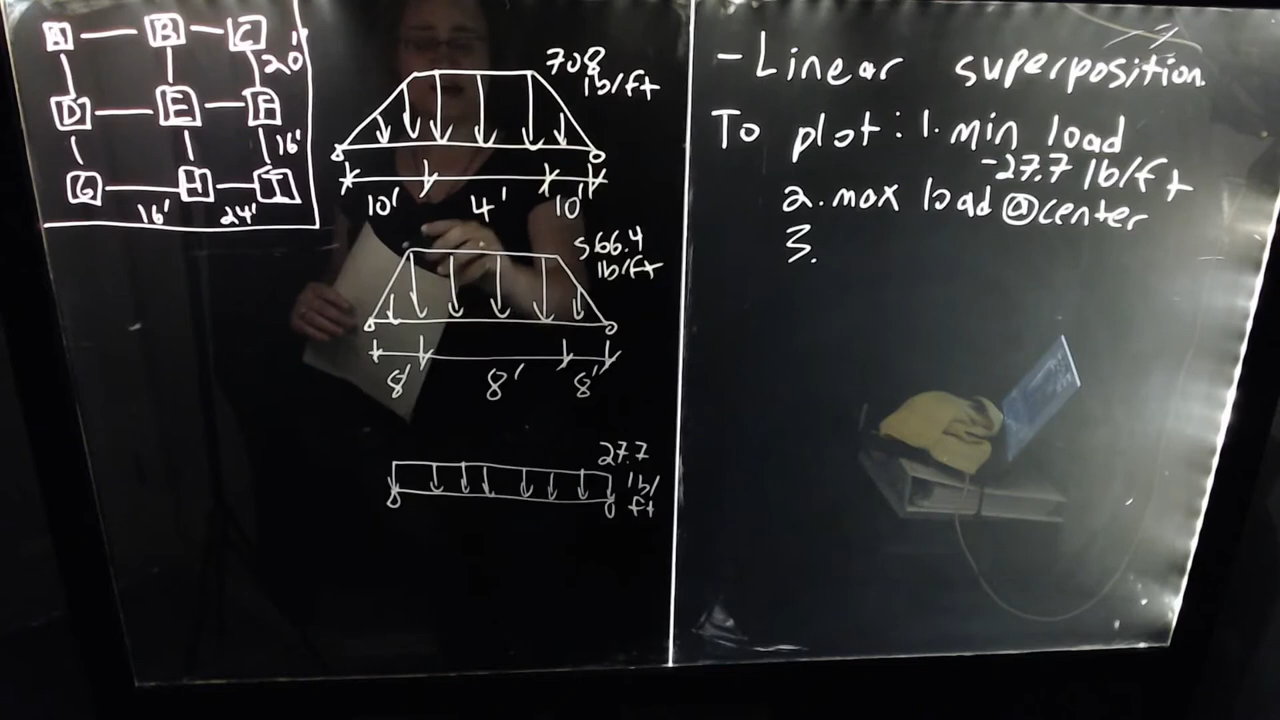 A B C
20'
D E F
16'
G H I
16' 24'
708
lb/ft
10' 4' 10'
566.4
lb/ft
8' 8' 8'
27.7
lb/
ft
- Linear superposition
To plot: 1. min load
-27.7 lb/ft
2. max load @ center
3.